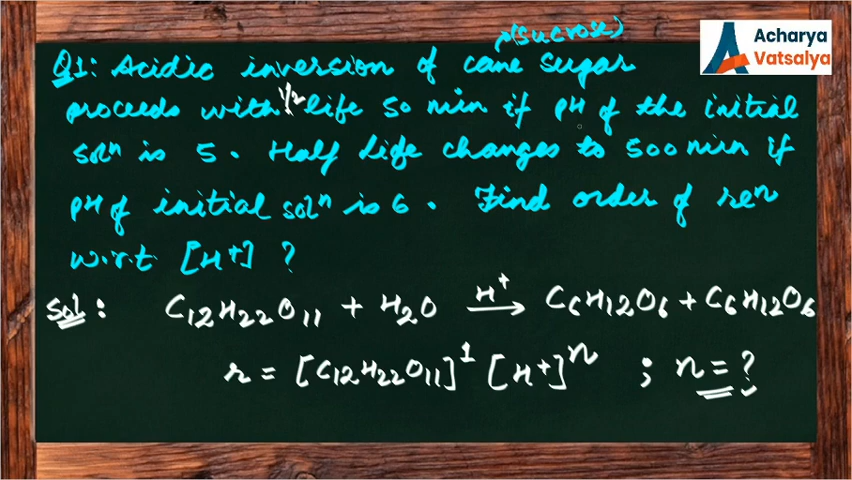 (Sucrose)
Acharya
Vatsalya
Q1: Acidic inversion of cane sugar
proceeds with 1/2 life 50 min if pH of the initial
solⁿ is 5. Half life changes to 500 min if
pH of initial solⁿ is 6. Find order of reⁿ
w.r.t [H⁺] ?
Sol: C₁₂H₂₂O₁₁ + H₂O —H⁺→ C₆H₁₂O₆ + C₆H₁₂O₆
r = [C₁₂H₂₂O₁₁]¹ [H⁺]ⁿ ; n = ?